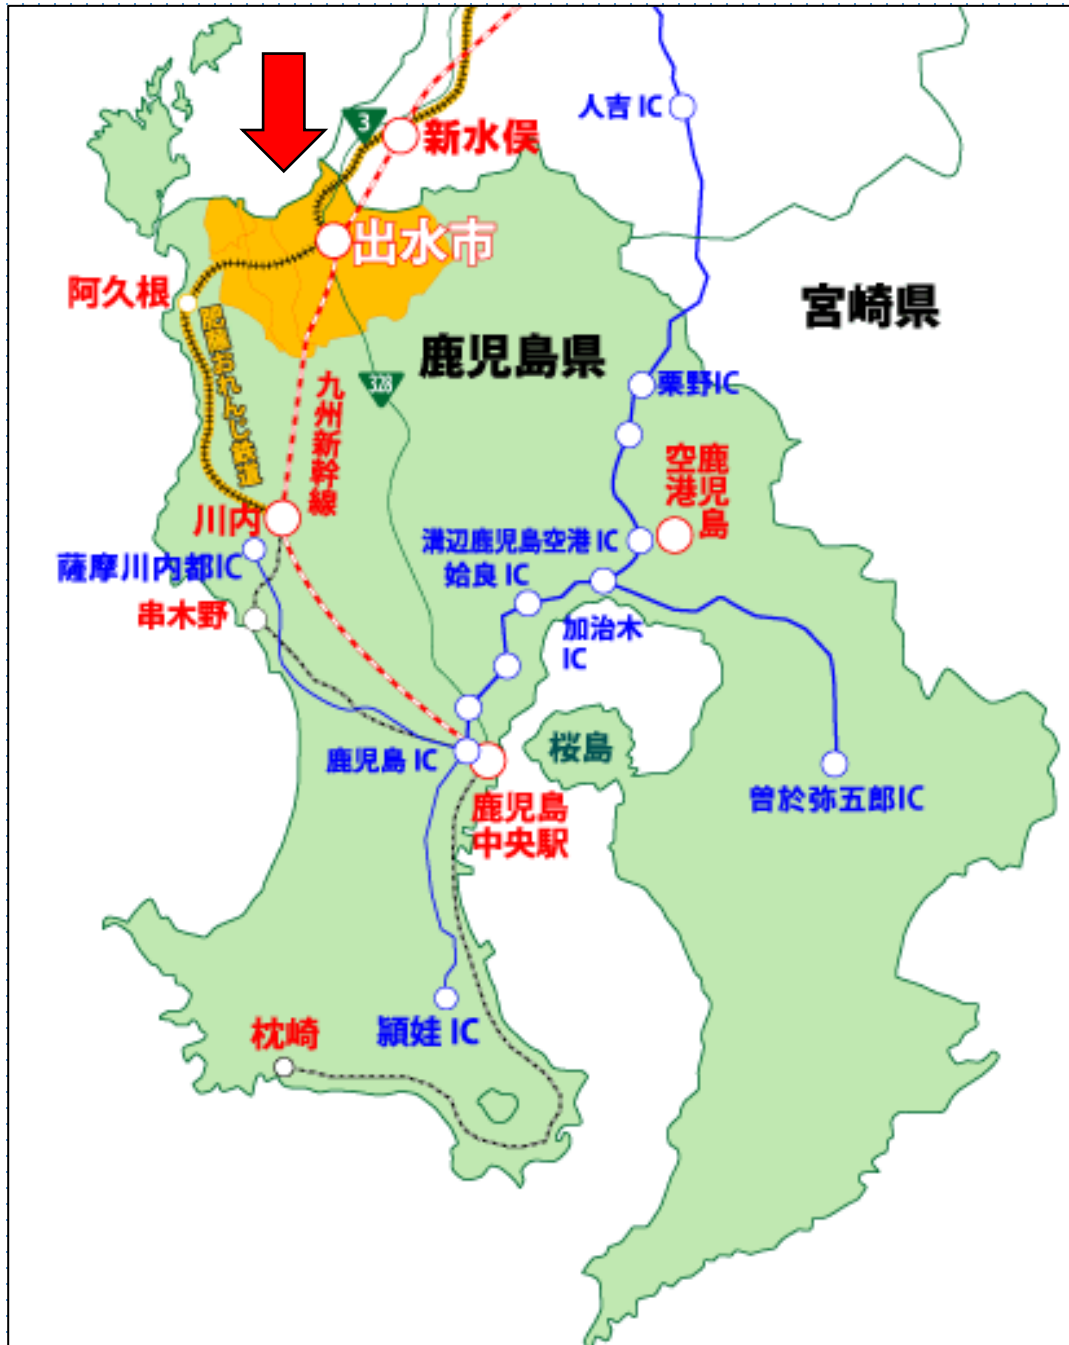 人吉 IC
3
新水俣
出水市
阿久根
宮崎県
鹿児島県
肥薩おれんじ鉄道
328
九州新幹線
栗野IC
鹿児島
空港
川内
溝辺鹿児島空港 IC
薩摩川内都IC
姶良 IC
串木野
加治木
IC
桜島
鹿児島 IC
曽於弥五郎IC
鹿児島
中央駅
枕崎
頴娃 IC